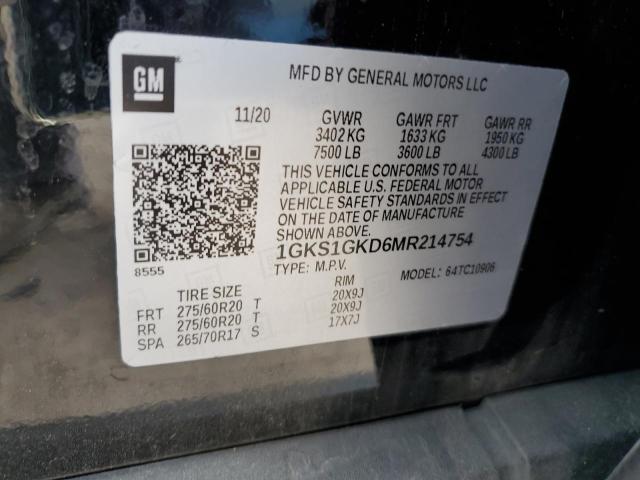 GM
MFD BY GENERAL MOTORS LLC
11/20 GVWR GAWR FRT GAWR RR
3402 KG 1633 KG 1950 KG
7500 LB 3600 LB 4300 LB
THIS VEHICLE CONFORMS TO ALL
APPLICABLE U.S. FEDERAL MOTOR
VEHICLE SAFETY STANDARDS IN EFFECT
ON THE DATE OF MANUFACTURE
SHOWN ABOVE.
1GKS1GKD6MR214754
8555
TYPE: M.P.V. MODEL: 64TC10906
TIRE SIZE RIM
FRT 275/60R20 T 20X9J
RR 275/60R20 T 20X9J
SPA 265/70R17 S 17X7J